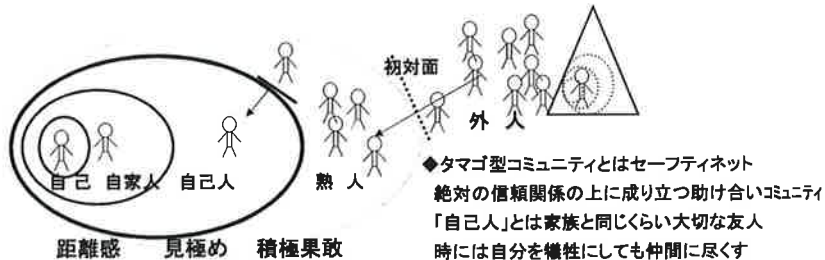 初対面
外 人
自 己 自家人 自己人 熟 人
◆タマゴ型コミュニティとはセーフティネット
絶対の信頼関係の上に成り立つ助け合いコミュニティ
「自己人」とは家族と同じくらい大切な友人
時には自分を犠牲にしても仲間に尽くす
距離感 見極め 積極果敢